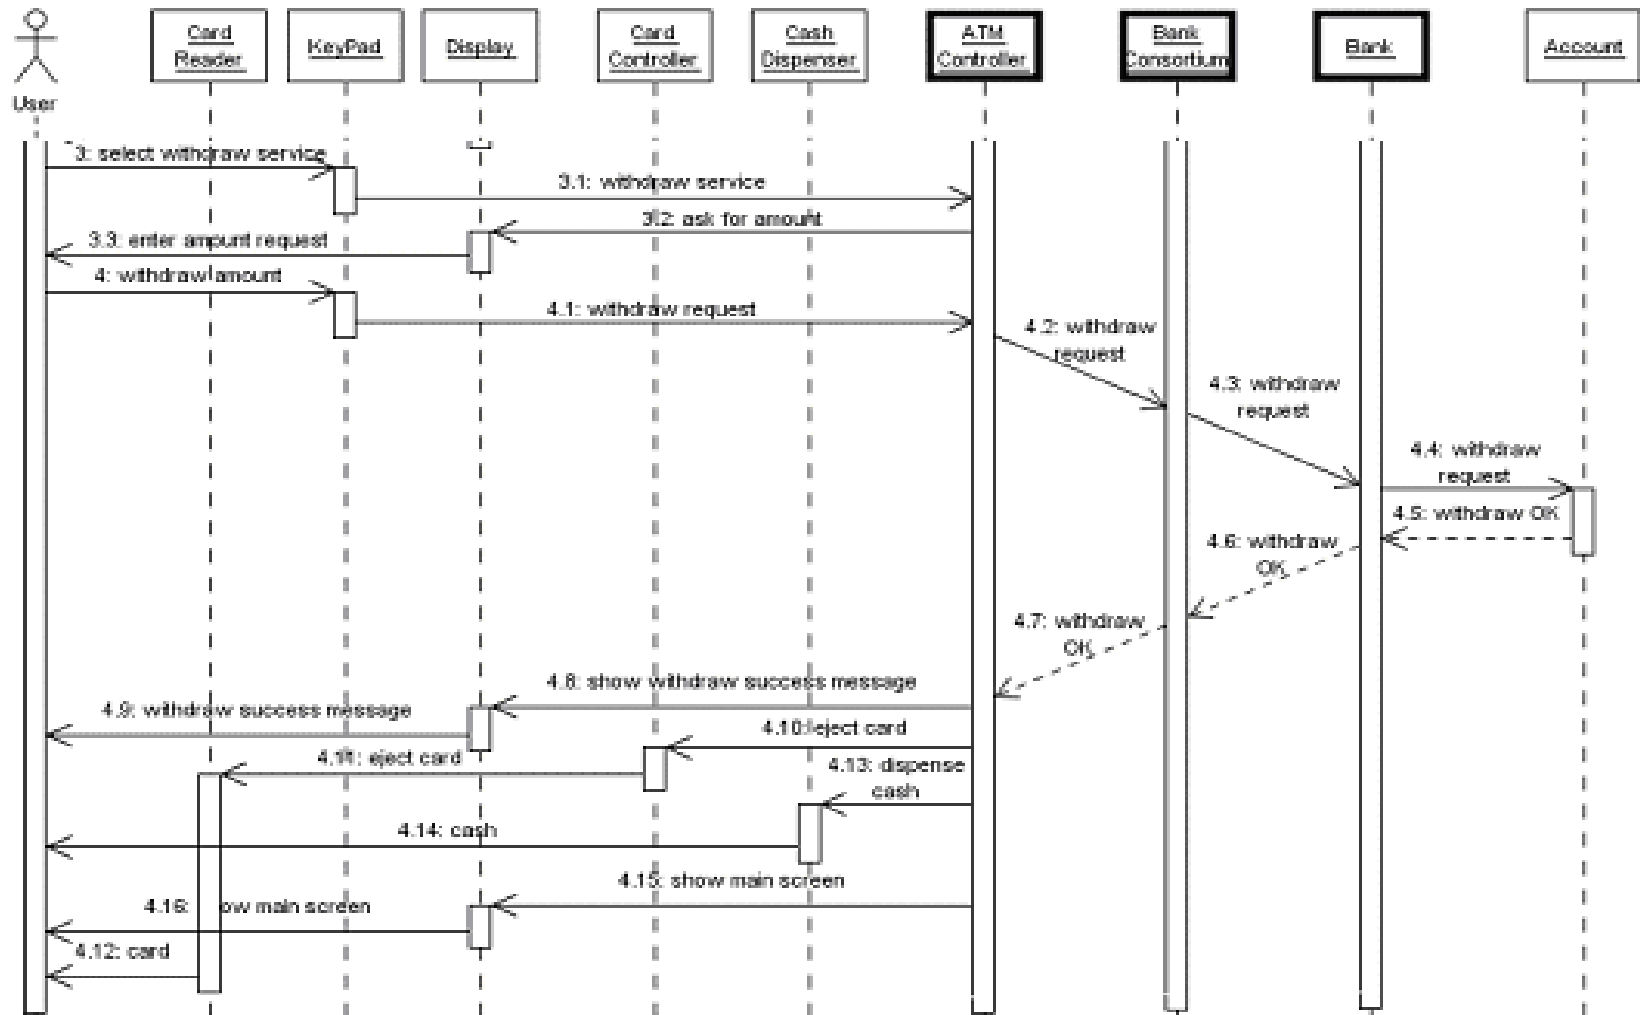 Card
Reader
KeyPad
Display
Card
Controller
Cash
Dispenser
ATM
Controller
Bank
Consortium
Bank
Account
User
3: select withdraw service
3.1: withdraw service
3.2: ask for amount
3.3: enter amount request
4: withdraw amount
4.1: withdraw request
4.2: withdraw
request
4.3: withdraw
request
4.4: withdraw
request
4.5: withdraw OK
4.6: withdraw
OK
4.7: withdraw
OK
4.8: show withdraw success message
4.9: withdraw success message
4.10: eject card
4.11: eject card
4.13: dispense
cash
4.14: cash
4.15: show main screen
4.16: ow main screen
4.12: card